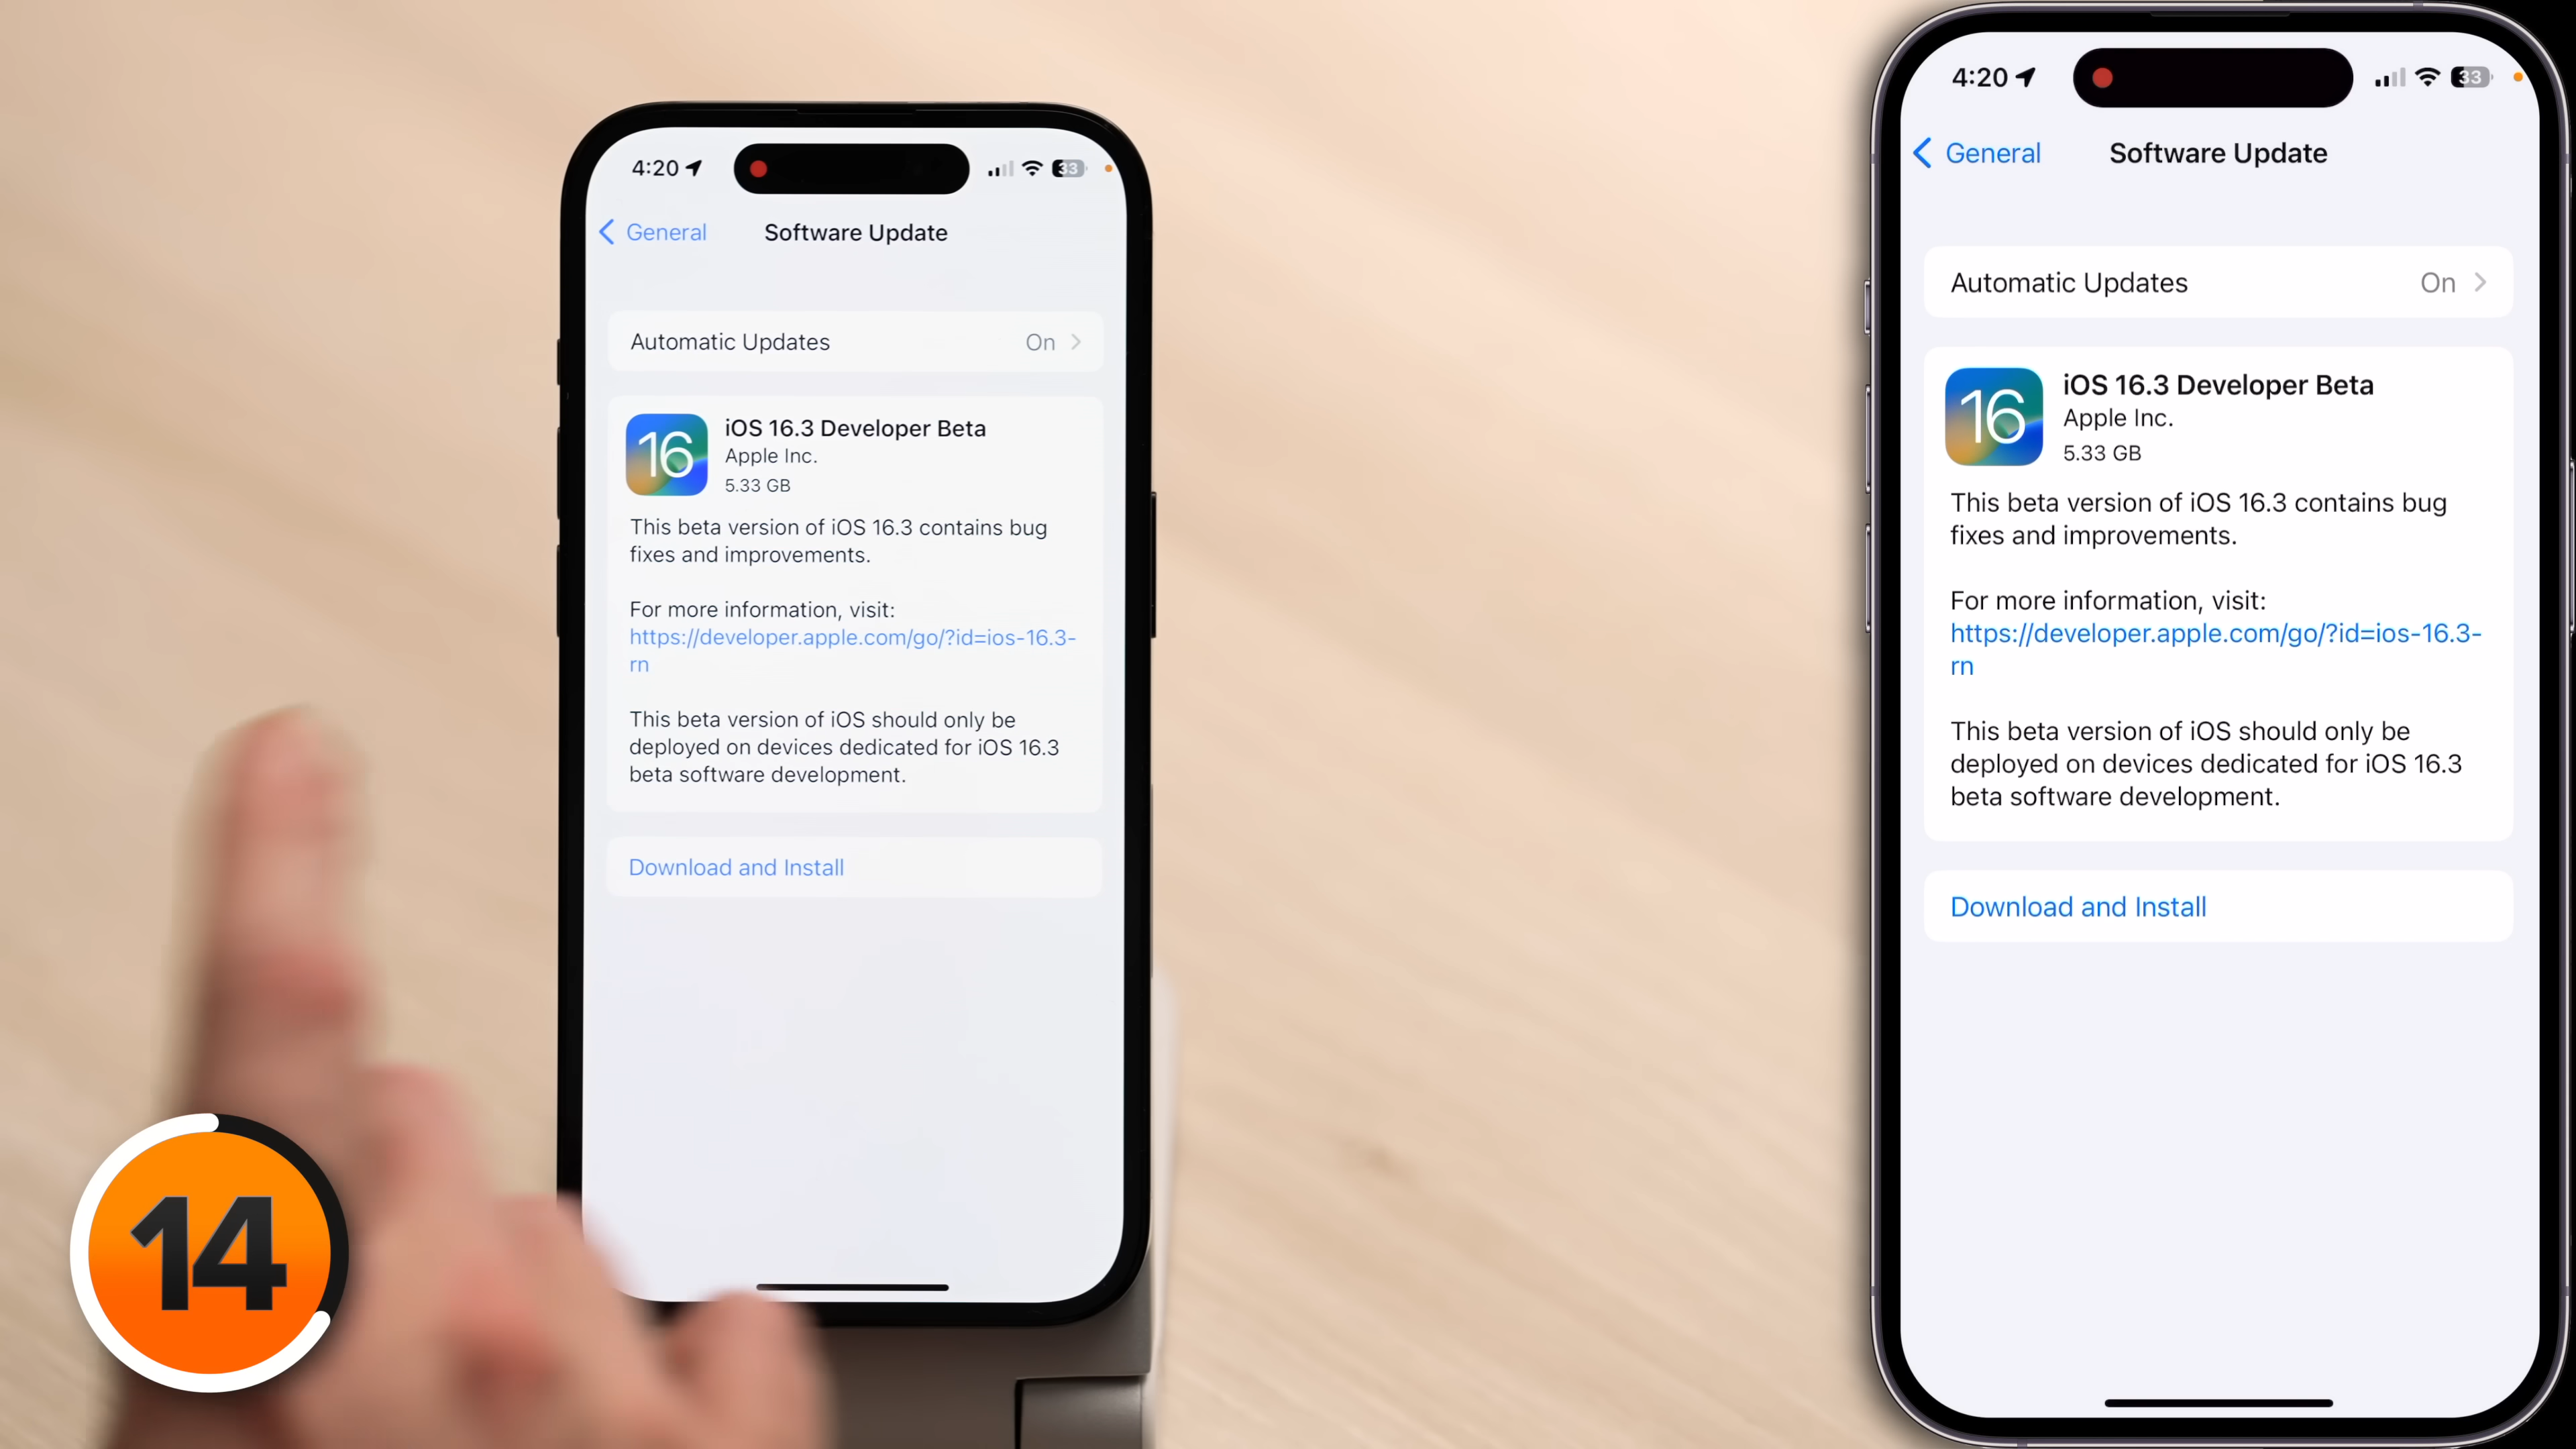 4:20
33
General
Software Update
Automatic Updates
On
16
iOS 16.3 Developer Beta
Apple Inc.
5.33 GB
This beta version of iOS 16.3 contains bug
fixes and improvements.
For more information, visit:
https://developer.apple.com/go/?id=ios-16.3-
rn
This beta version of iOS should only be
deployed on devices dedicated for iOS 16.3
beta software development.
Download and Install
14
4:20
33
General
Software Update
Automatic Updates
On
16
iOS 16.3 Developer Beta
Apple Inc.
5.33 GB
This beta version of iOS 16.3 contains bug
fixes and improvements.
For more information, visit:
https://developer.apple.com/go/?id=ios-16.3-
rn
This beta version of iOS should only be
deployed on devices dedicated for iOS 16.3
beta software development.
Download and Install